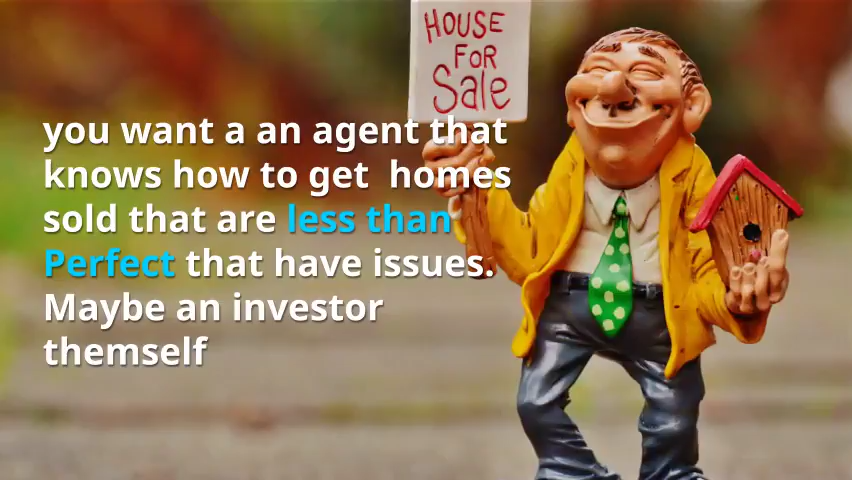 HOUSE
FOR
Sale
you want a an agent that
knows how to get  homes
sold that are less than
Perfect that have issues.
Maybe an investor
themself